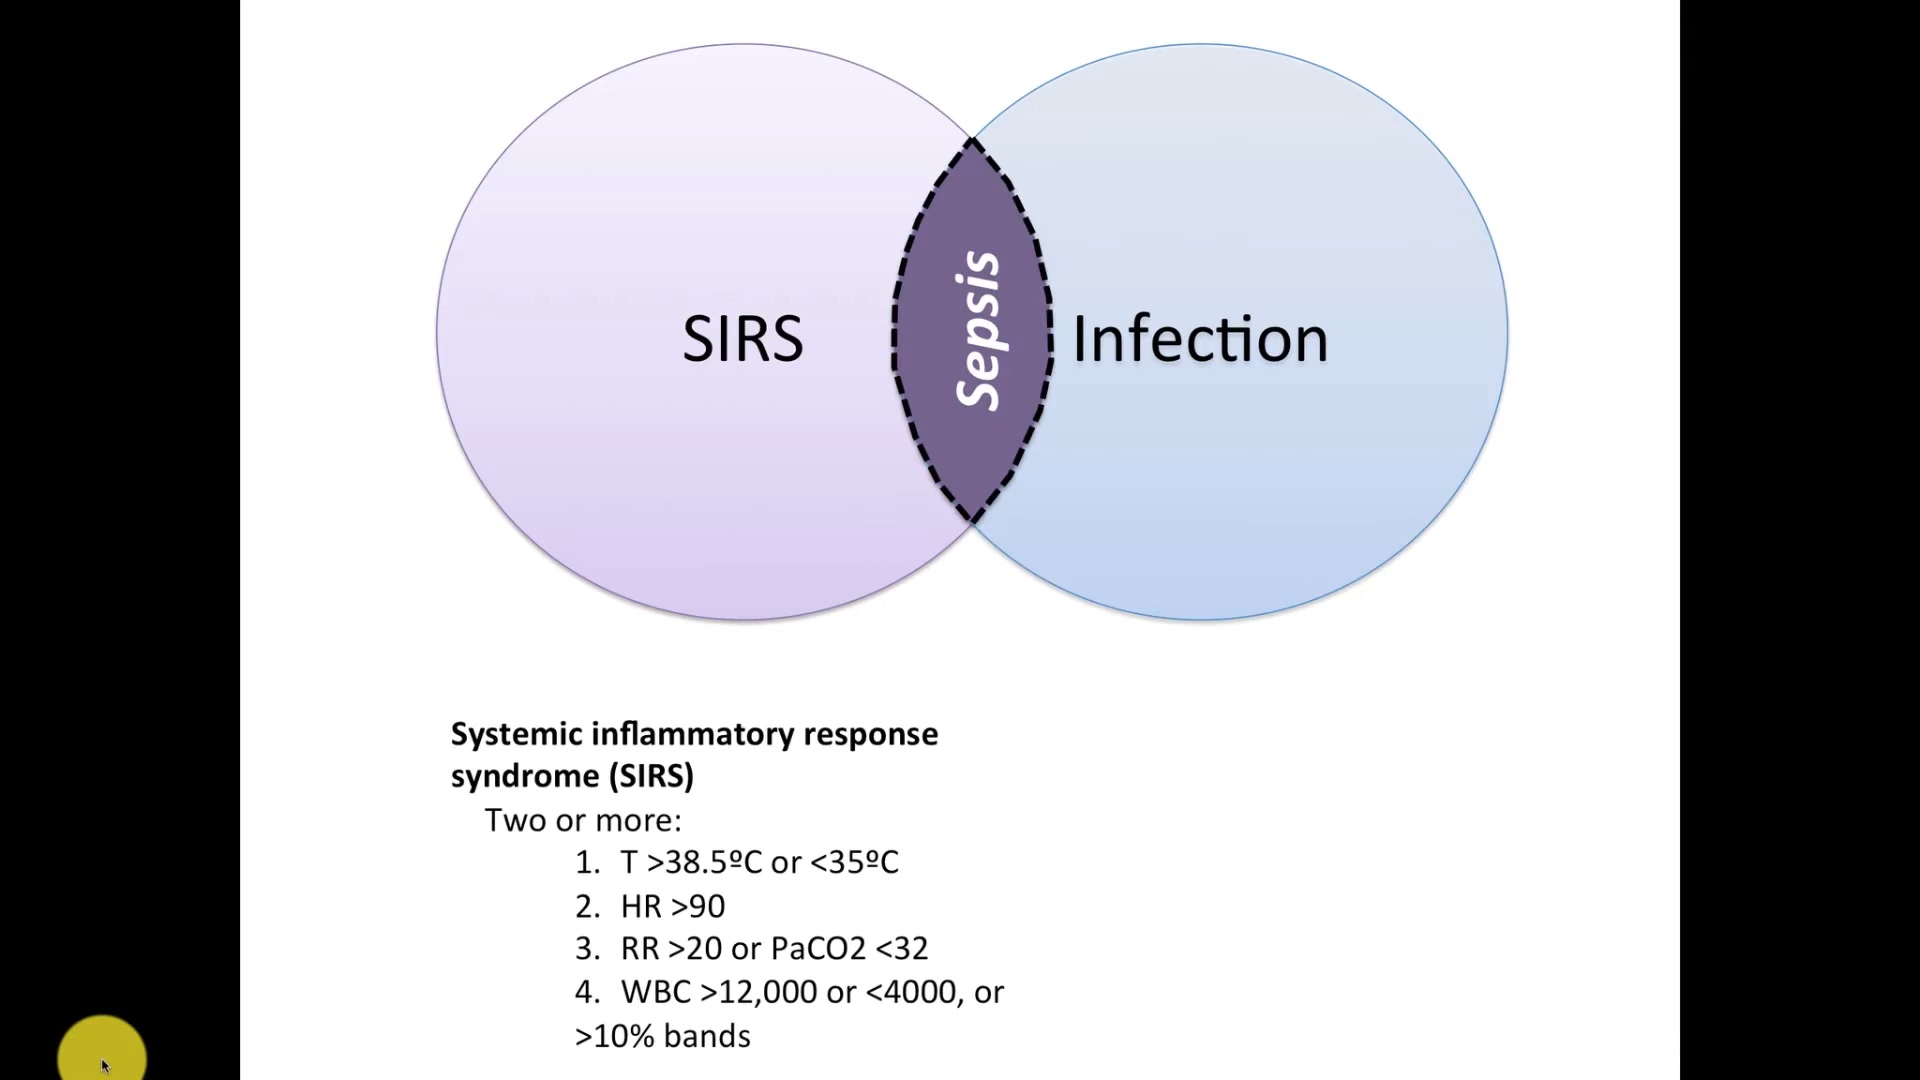 SIRS
Sepsis
Infection
Systemic inflammatory response
syndrome (SIRS)
Two or more:
1. T >38.5ºC or <35ºC
2. HR >90
3. RR >20 or PaCO2 <32
4. WBC >12,000 or <4000, or
>10% bands